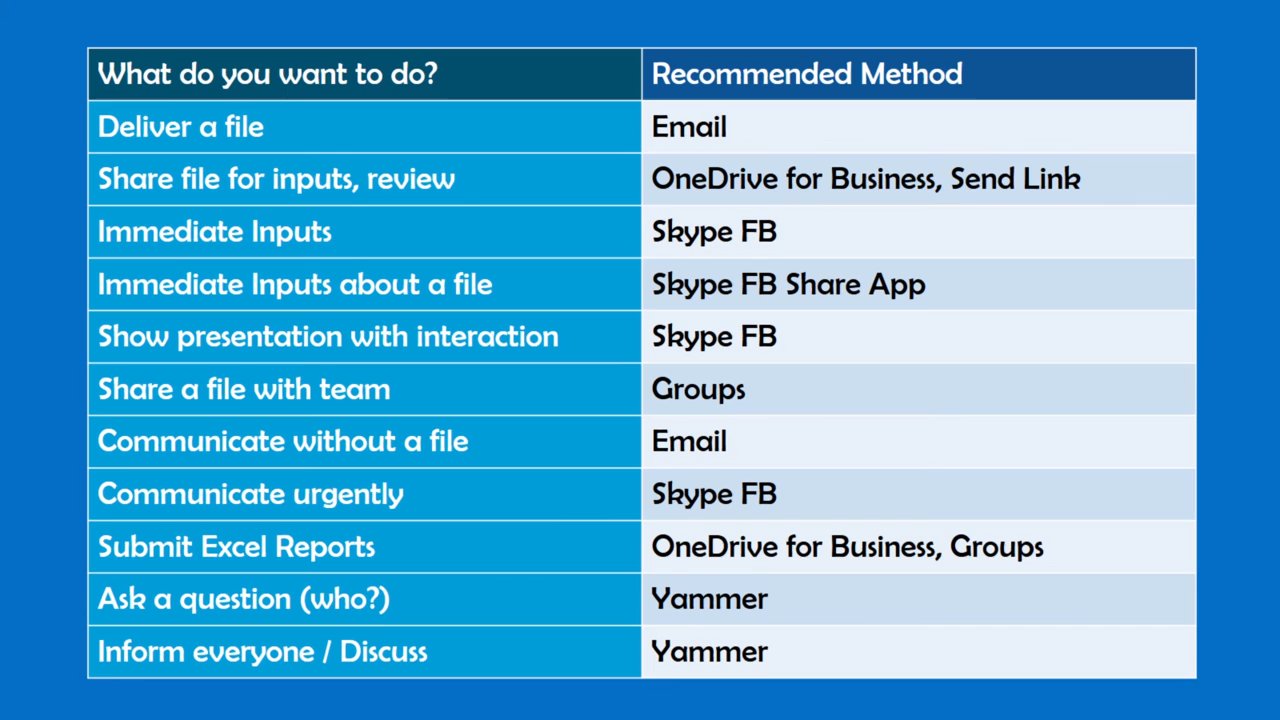 What do you want to do? Recommended Method
Deliver a file Email
Share file for inputs, review OneDrive for Business, Send Link
Immediate Inputs Skype FB
Immediate Inputs about a file Skype FB Share App
Show presentation with interaction Skype FB
Share a file with team Groups
Communicate without a file Email
Communicate urgently Skype FB
Submit Excel Reports OneDrive for Business, Groups
Ask a question (who?) Yammer
Inform everyone / Discuss Yammer